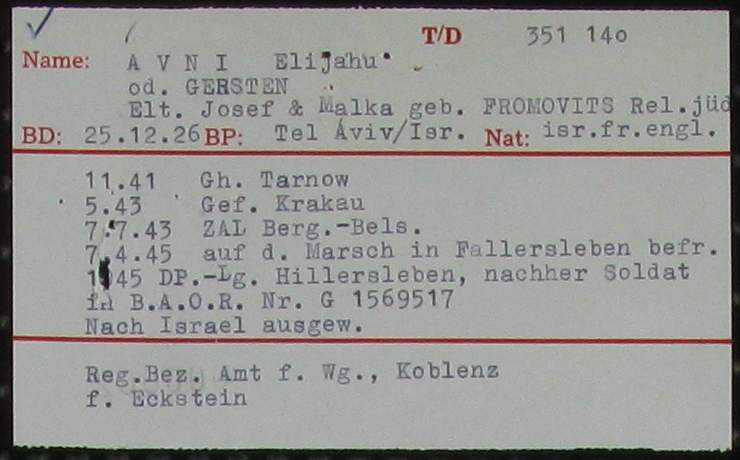 T/D 351 14o
Name: A V N I Elijahu
od. GERSTEN
Elt. Josef & Malka geb. FROMOVITS Rel.jüd
BD: 25.12.26 BP: Tel Aviv/Isr. Nat: isr.fr.engl.
11.41 Gh. Tarnow
5.43 Gef. Krakau
7.7.43 ZAL Berg.-Bels.
7.4.45 auf d. Marsch in Fallersleben befr.
1945 DP.-Lg. Hillersleben, nachher Soldat
in B.A.O.R. Nr. G 1569517
Nach Israel ausgew.
Reg.Bez. Amt f. Wg., Koblenz
f. Eckstein